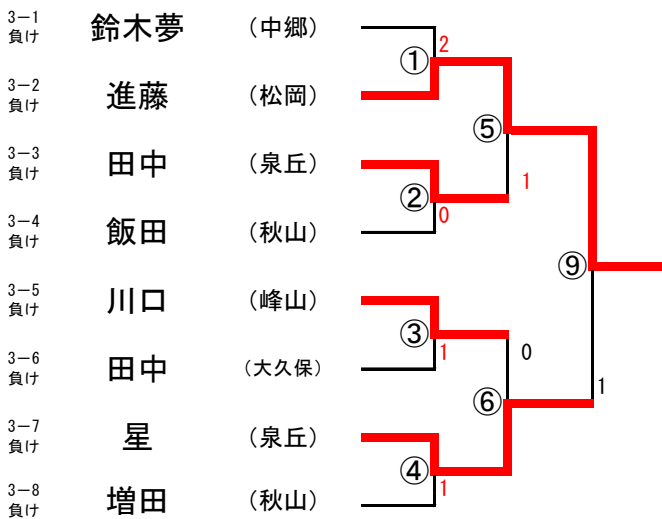 3-1
負け 鈴木夢 (中郷)
2
①
3-2
負け 進藤 (松岡)
⑤
3-3
負け 田中 (泉丘)
1
②
0
3-4
負け 飯田 (秋山)
⑨
3-5
負け 川口 (峰山)
③
1
0
3-6
負け 田中 (大久保)
1
⑥
3-7
負け 星 (泉丘)
④
1
3-8
負け 増田 (秋山)